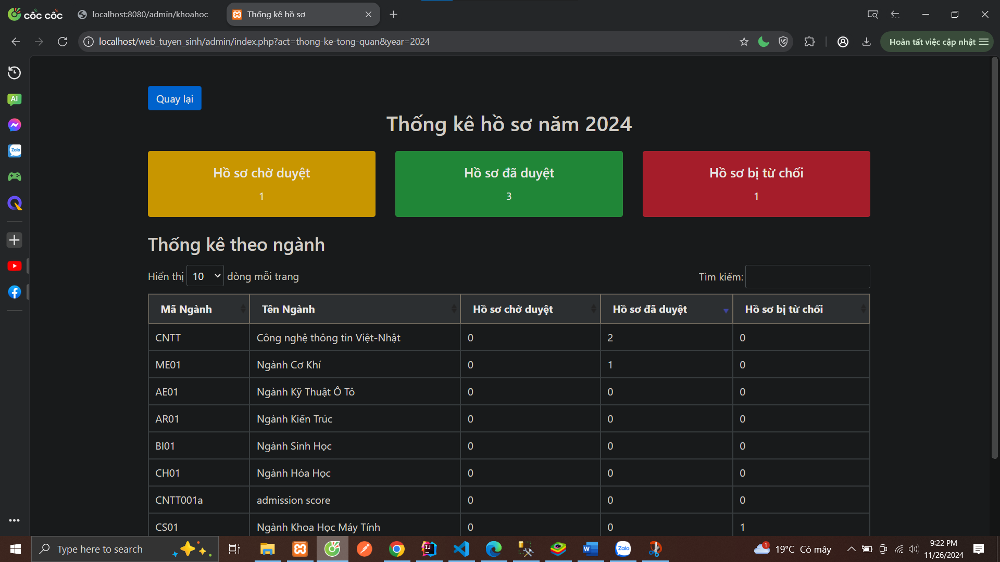 cốc cốc
localhost:8080/admin/khoahoc
Thống kê hồ sơ
localhost/web_tuyen_sinh/admin/index.php?act=thong-ke-tong-quan&year=2024
Hoàn tất việc cập nhật
AI
Zalo
Quay lại
Thống kê hồ sơ năm 2024
Hồ sơ chờ duyệt
1
Hồ sơ đã duyệt
3
Hồ sơ bị từ chối
1
Thống kê theo ngành
Hiển thị 10 dòng mỗi trang
Tìm kiếm:
Mã Ngành Tên Ngành Hồ sơ chờ duyệt Hồ sơ đã duyệt Hồ sơ bị từ chối
CNTT Công nghệ thông tin Việt-Nhật 0 2 0
ME01 Ngành Cơ Khí 0 1 0
AE01 Ngành Kỹ Thuật Ô Tô 0 0 0
AR01 Ngành Kiến Trúc 0 0 0
BI01 Ngành Sinh Học 0 0 0
CH01 Ngành Hóa Học 0 0 0
CNTT001a admission score 0 0 0
CS01 Ngành Khoa Học Máy Tính 0 0 1
Type here to search
IJ
W
Zalo
1
19°C Có mây
9:22 PM
11/26/2024